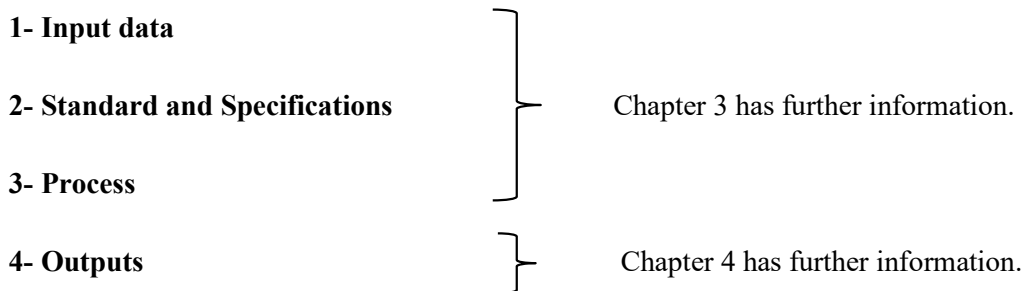 1- Input data
2- Standard and Specifications
Chapter 3 has further information.
3- Process
4- Outputs
Chapter 4 has further information.